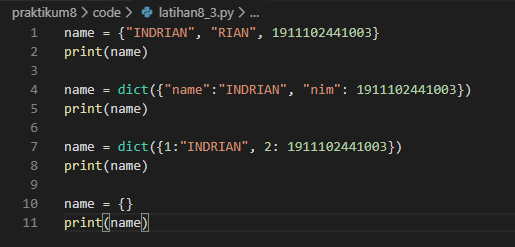 praktikum8 > code > latihan8_3.py > ...
1 name = {"INDRIAN", "RIAN", 1911102441003}
2 print(name)
3
4 name = dict({"name":"INDRIAN", "nim": 1911102441003})
5 print(name)
6
7 name = dict({1:"INDRIAN", 2: 1911102441003})
8 print(name)
9
10 name = {}
11 print(name)